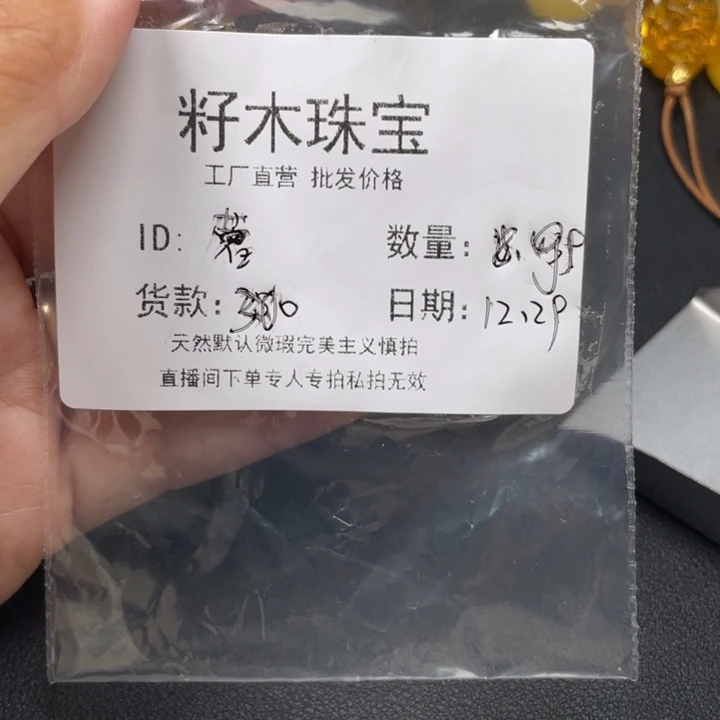 籽木珠宝
工厂直营 批发价格
ID: 数量:
货款: 日期: 12.29
天然默认微瑕完美主义慎拍
直播间下单专人专拍私拍无效